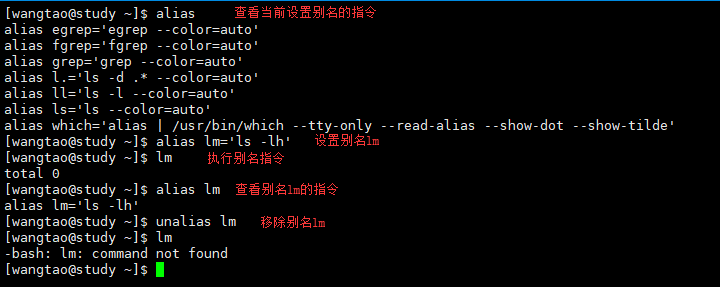 [wangtao@study ~]$ alias 查看当前设置别名的指令
alias egrep='egrep --color=auto'
alias fgrep='fgrep --color=auto'
alias grep='grep --color=auto'
alias l.='ls -d .* --color=auto'
alias ll='ls -l --color=auto'
alias ls='ls --color=auto'
alias which='alias | /usr/bin/which --tty-only --read-alias --show-dot --show-tilde'
[wangtao@study ~]$ alias lm='ls -lh' 设置别名lm
[wangtao@study ~]$ lm 执行别名指令
total 0
[wangtao@study ~]$ alias lm 查看别名lm的指令
alias lm='ls -lh'
[wangtao@study ~]$ unalias lm 移除别名lm
[wangtao@study ~]$ lm
-bash: lm: command not found
[wangtao@study ~]$